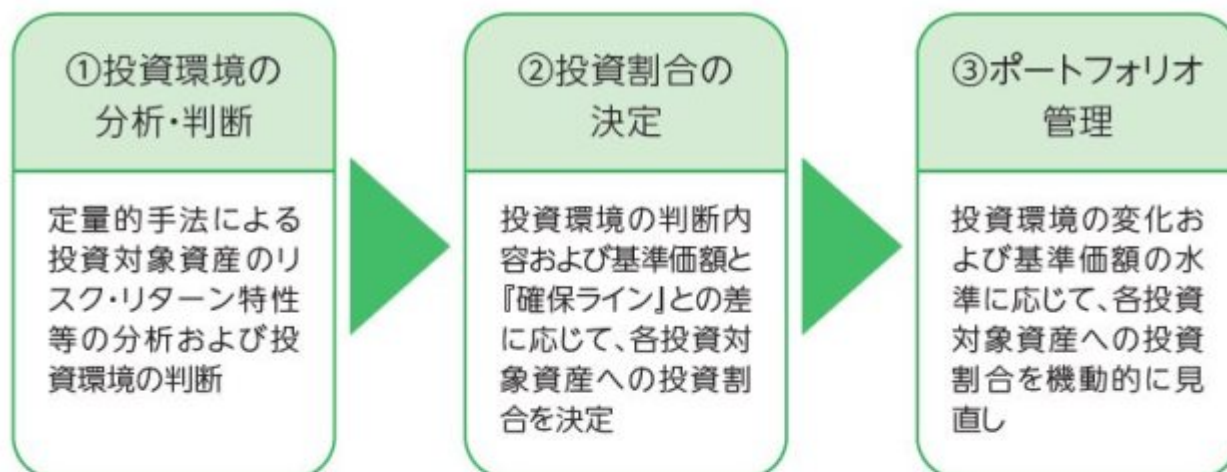 ①投資環境の
分析・判断
定量的手法による
投資対象資産のリ
スク・リターン特性
等の分析および投
資環境の判断
②投資割合の
決定
投資環境の判断内
容および基準価額と
『確保ライン』との差
に応じて、各投資対
象資産への投資割
合を決定
③ポートフォリオ
管理
投資環境の変化お
よび基準価額の水
準に応じて、各投資
対象資産への投資
割合を機動的に見
直し